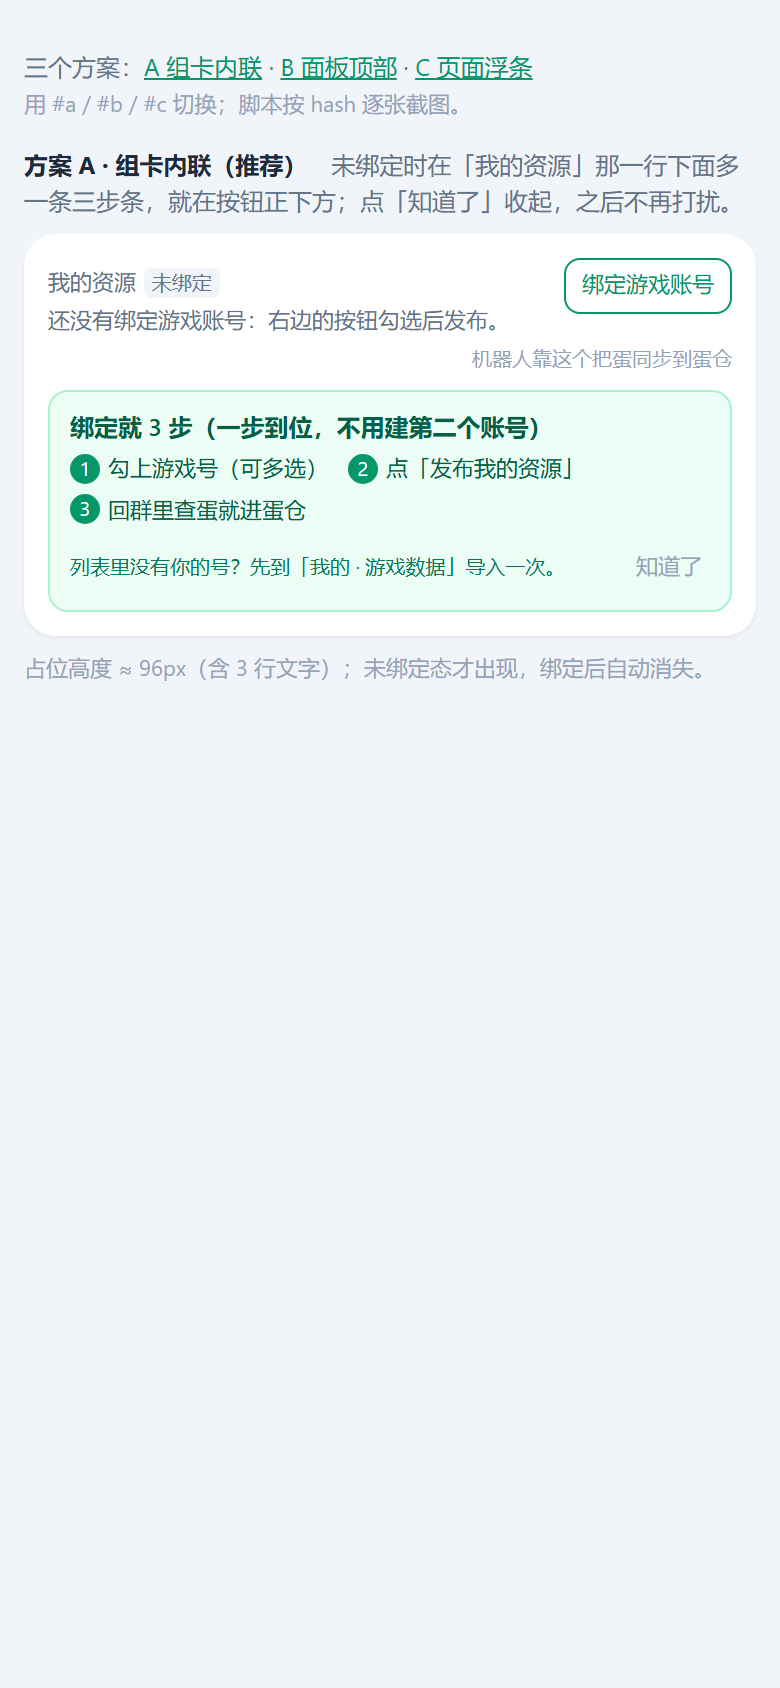 三个方案：A 组卡内联 · B 面板顶部 · C 页面浮条
用 #a / #b / #c 切换；脚本按 hash 逐张截图。
方案 A · 组卡内联（推荐） 未绑定时在「我的资源」那一行下面多
一条三步条，就在按钮正下方；点「知道了」收起，之后不再打扰。
我的资源 未绑定
绑定游戏账号
还没有绑定游戏账号：右边的按钮勾选后发布。
机器人靠这个把蛋同步到蛋仓
绑定就 3 步（一步到位，不用建第二个账号）
1 勾上游戏号（可多选） 2 点「发布我的资源」
3 回群里查蛋就进蛋仓
列表里没有你的号？先到「我的 · 游戏数据」导入一次。 知道了
占位高度 ≈ 96px（含 3 行文字）；未绑定态才出现，绑定后自动消失。